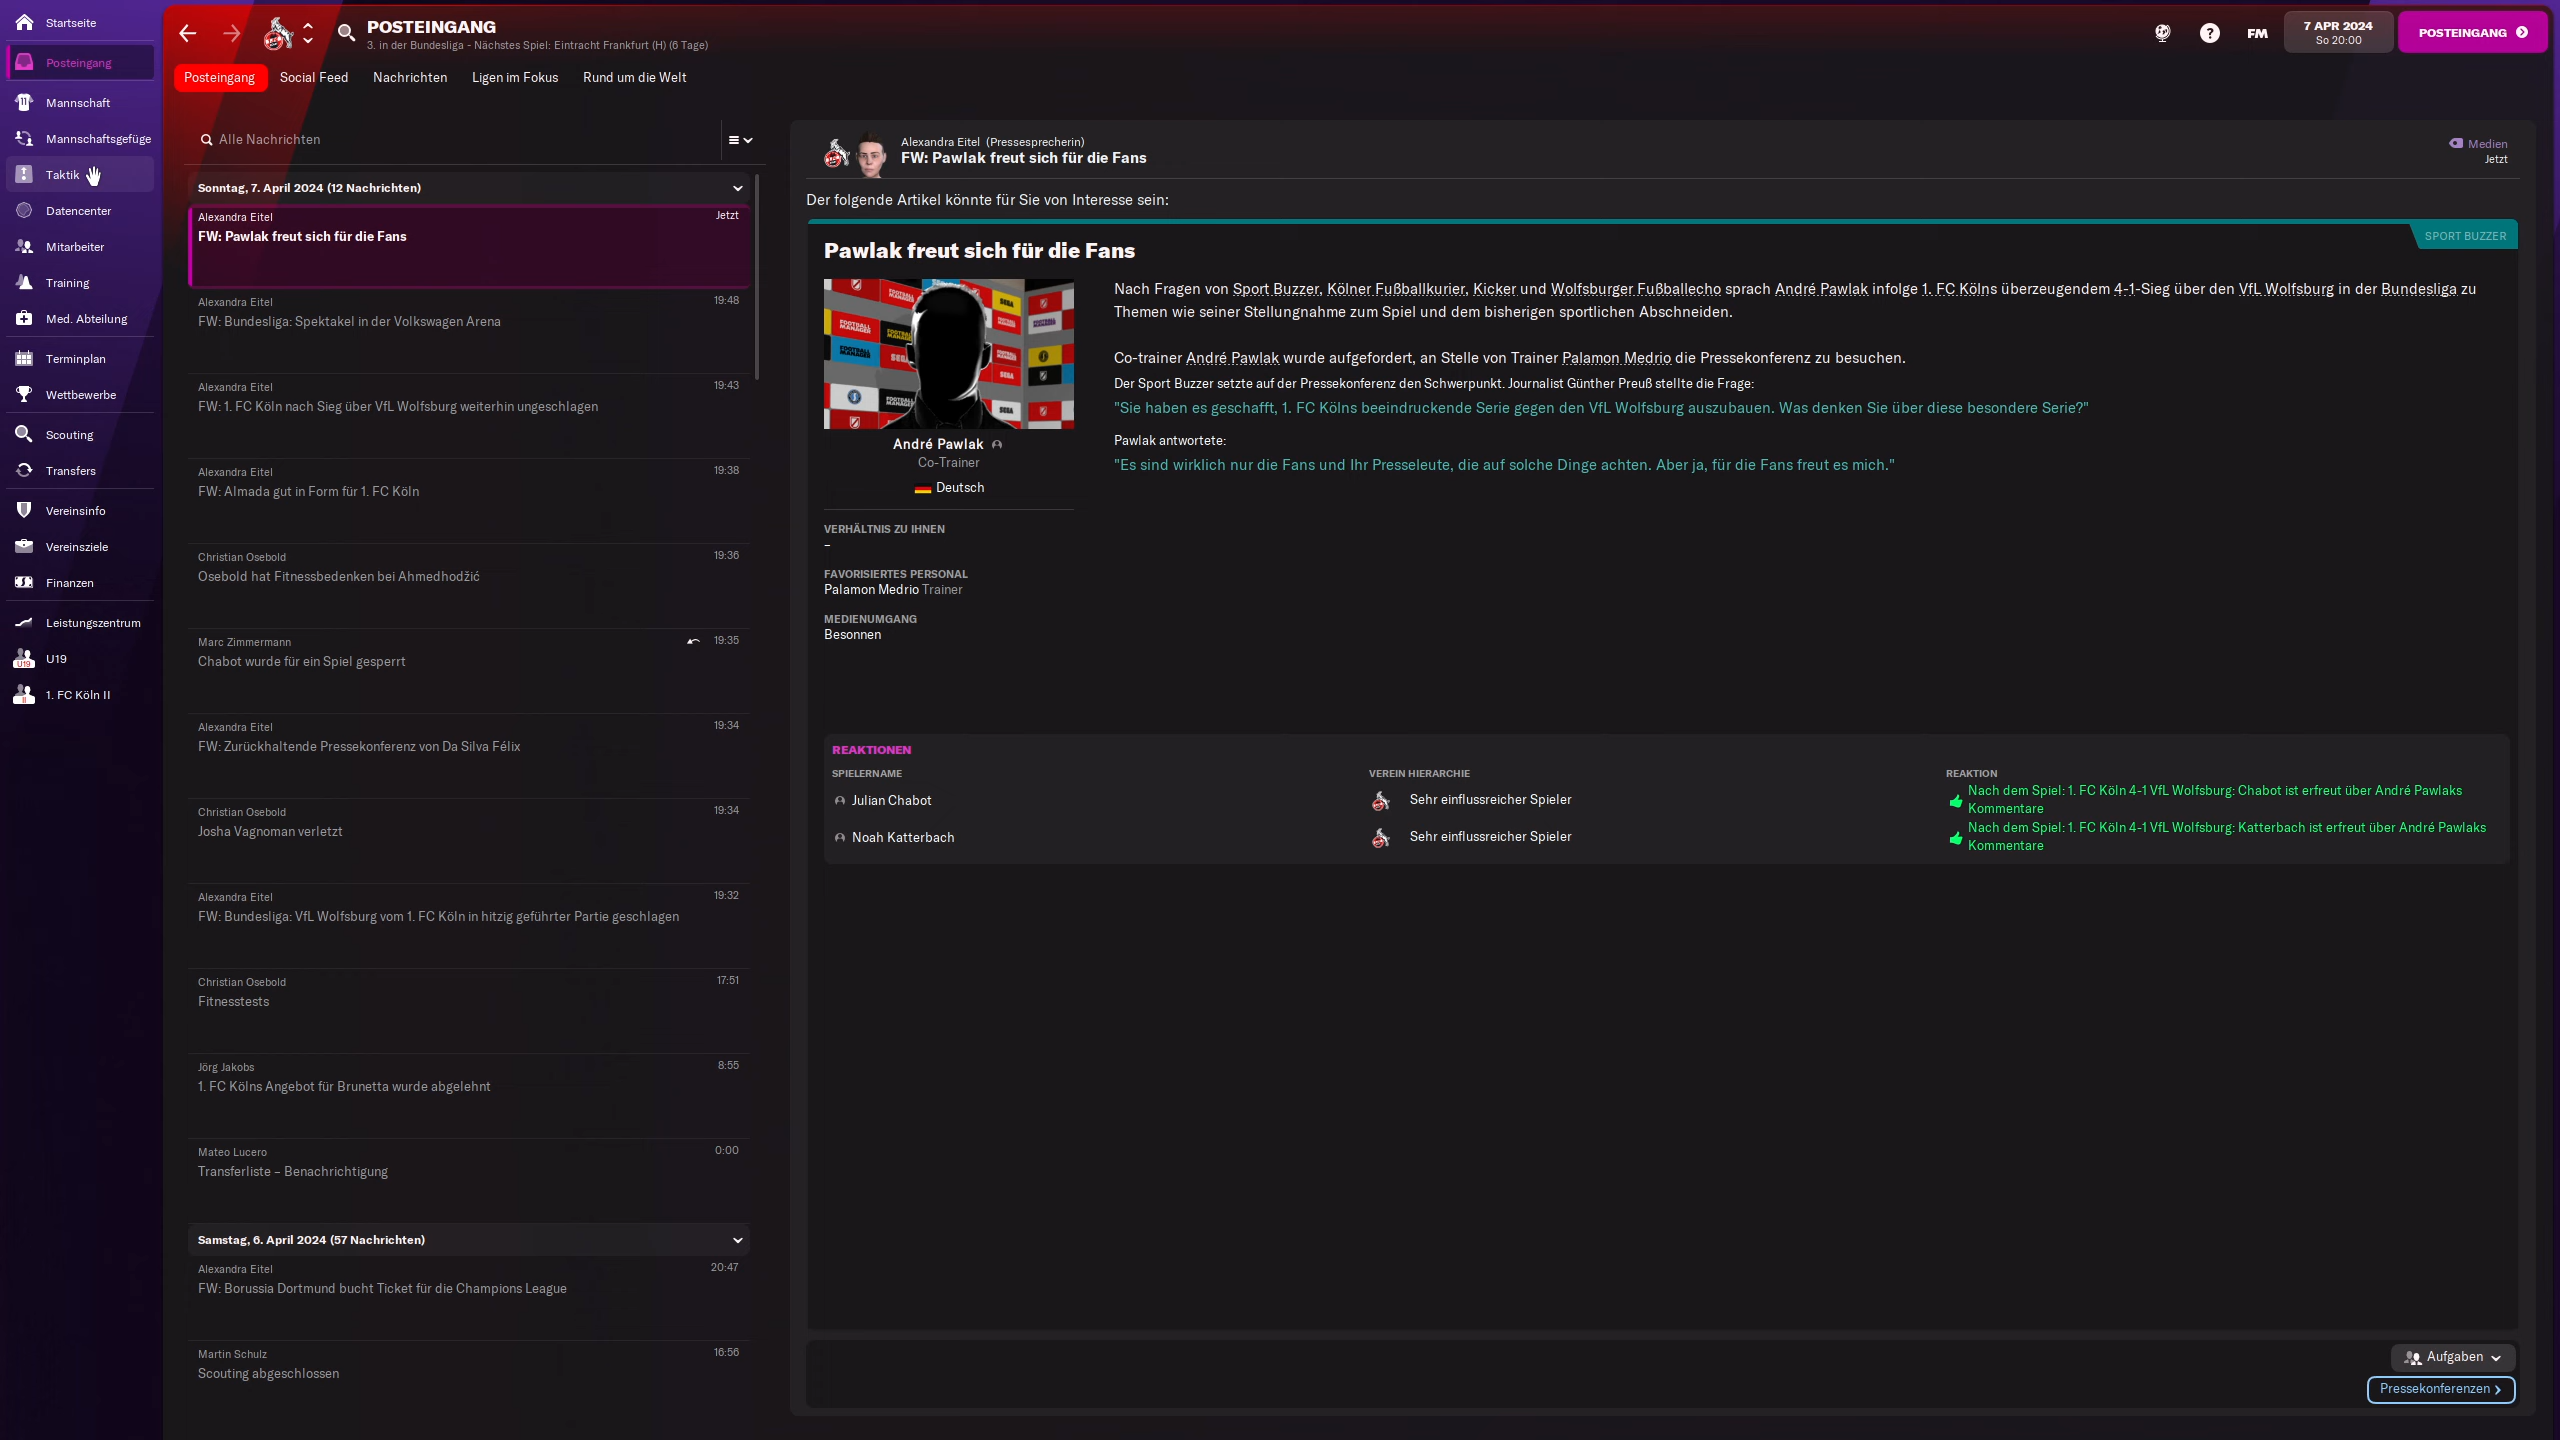 Startseite
Posteingang
Mannschaft
Mannschaftsgefüge
Taktik
Datencenter
Mitarbeiter
Training
Med. Abteilung
Terminplan
Wettbewerbe
Scouting
Transfers
Vereinsinfo
Vereinsziele
Finanzen
Leistungszentrum
U19
1. FC Köln II
POSTEINGANG
3. in der Bundesliga - Nächstes Spiel: Eintracht Frankfurt (H) (6 Tage)
FM
7 APR 2024
So 20:00
POSTEINGANG
Posteingang Social Feed Nachrichten Ligen im Fokus Rund um die Welt
Alle Nachrichten
Sonntag, 7. April 2024 (12 Nachrichten)
Alexandra Eitel Jetzt
FW: Pawlak freut sich für die Fans
Alexandra Eitel 19:48
FW: Bundesliga: Spektakel in der Volkswagen Arena
Alexandra Eitel 19:43
FW: 1. FC Köln nach Sieg über VfL Wolfsburg weiterhin ungeschlagen
Alexandra Eitel 19:38
FW: Almada gut in Form für 1. FC Köln
Christian Osebold 19:36
Osebold hat Fitnessbedenken bei Ahmedhodžić
Marc Zimmermann 19:35
Chabot wurde für ein Spiel gesperrt
Alexandra Eitel 19:34
FW: Zurückhaltende Pressekonferenz von Da Silva Félix
Christian Osebold 19:34
Josha Vagnoman verletzt
Alexandra Eitel 19:32
FW: Bundesliga: VfL Wolfsburg vom 1. FC Köln in hitzig geführter Partie geschlagen
Christian Osebold 17:51
Fitnesstests
Jörg Jakobs 8:55
1. FC Kölns Angebot für Brunetta wurde abgelehnt
Mateo Lucero 0:00
Transferliste – Benachrichtigung
Samstag, 6. April 2024 (57 Nachrichten)
Alexandra Eitel 20:47
FW: Borussia Dortmund bucht Ticket für die Champions League
Martin Schulz 16:56
Scouting abgeschlossen
Alexandra Eitel (Pressesprecherin)
FW: Pawlak freut sich für die Fans
Medien
Jetzt
Der folgende Artikel könnte für Sie von Interesse sein:
SPORT BUZZER
Pawlak freut sich für die Fans
Nach Fragen von Sport Buzzer, Kölner Fußballkurier, Kicker und Wolfsburger Fußballecho sprach André Pawlak infolge 1. FC Kölns überzeugendem 4-1-Sieg über den VfL Wolfsburg in der Bundesliga zu
Themen wie seiner Stellungnahme zum Spiel und dem bisherigen sportlichen Abschneiden.
Co-trainer André Pawlak wurde aufgefordert, an Stelle von Trainer Palamon Medrio die Pressekonferenz zu besuchen.
Der Sport Buzzer setzte auf der Pressekonferenz den Schwerpunkt. Journalist Günther Preuß stellte die Frage:
"Sie haben es geschafft, 1. FC Kölns beeindruckende Serie gegen den VfL Wolfsburg auszubauen. Was denken Sie über diese besondere Serie?"
Pawlak antwortete:
"Es sind wirklich nur die Fans und Ihr Presseleute, die auf solche Dinge achten. Aber ja, für die Fans freut es mich."
André Pawlak
Co-Trainer
Deutsch
VERHÄLTNIS ZU IHNEN
–
FAVORISIERTES PERSONAL
Palamon Medrio Trainer
MEDIENUMGANG
Besonnen
REAKTIONEN
SPIELERNAME VEREIN HIERARCHIE REAKTION
Julian Chabot Sehr einflussreicher Spieler Nach dem Spiel: 1. FC Köln 4-1 VfL Wolfsburg: Chabot ist erfreut über André Pawlaks
Kommentare
Noah Katterbach Sehr einflussreicher Spieler Nach dem Spiel: 1. FC Köln 4-1 VfL Wolfsburg: Katterbach ist erfreut über André Pawlaks
Kommentare
Aufgaben
Pressekonferenzen